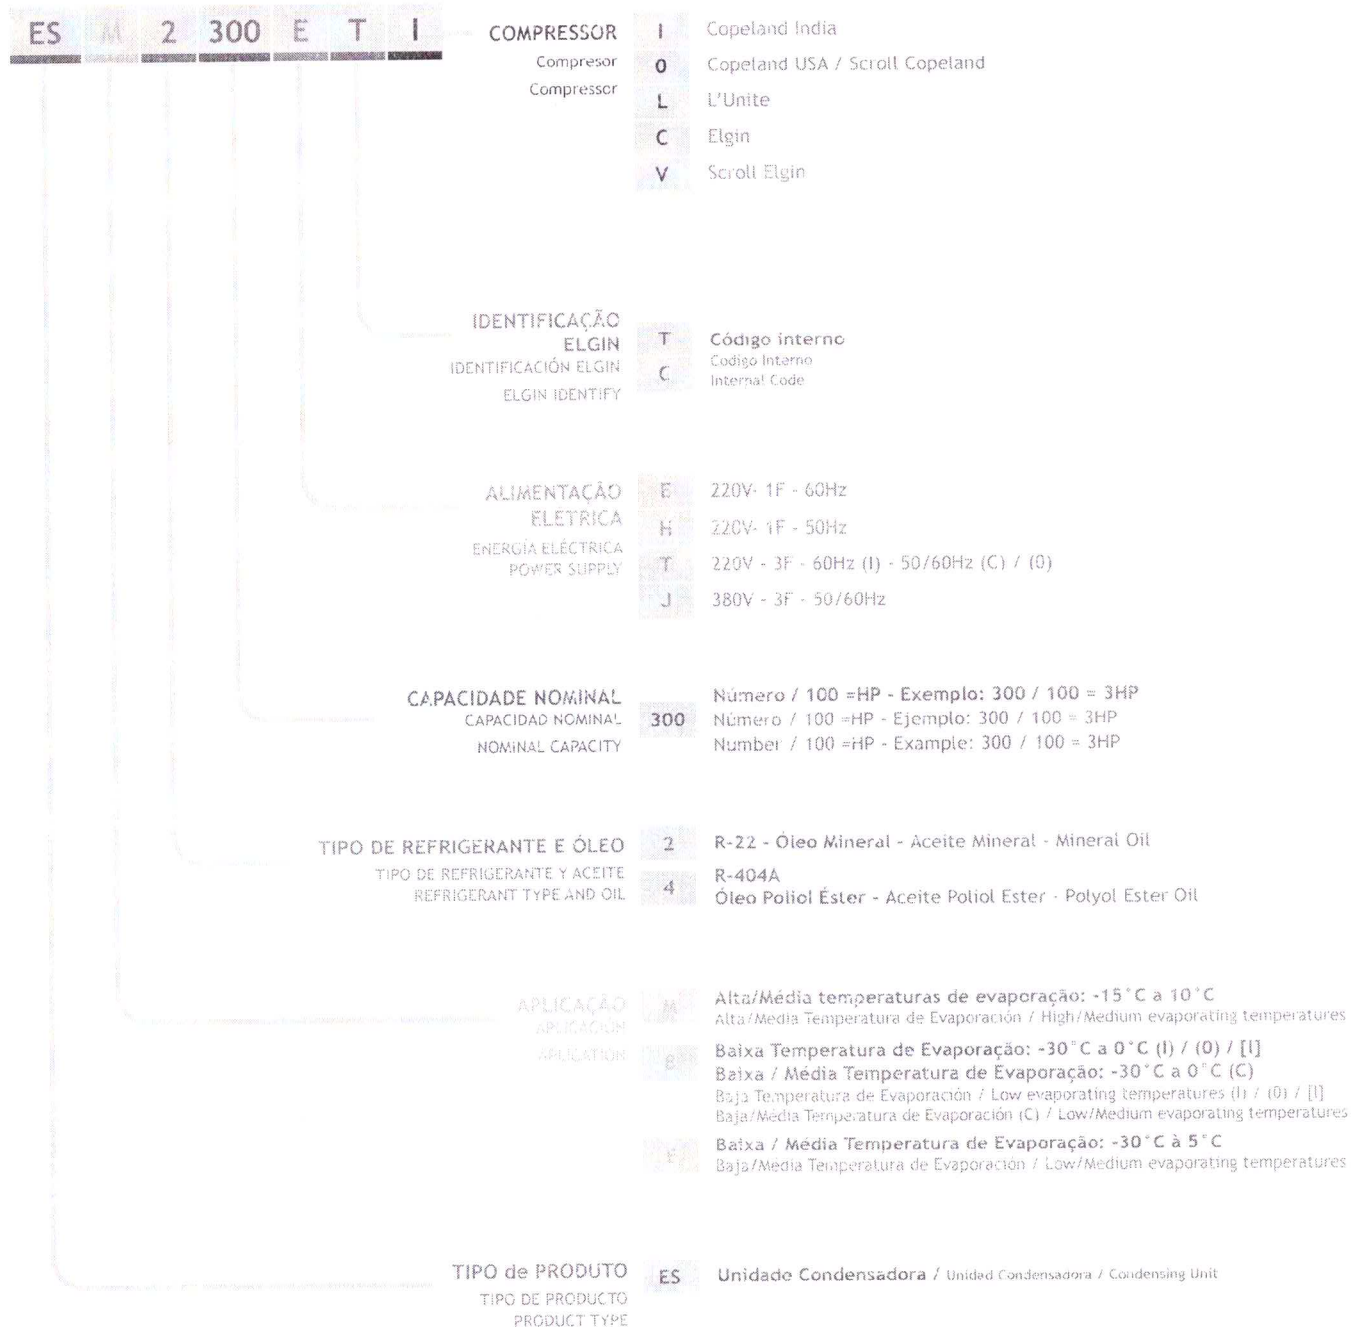 ES M 2 300 E T I
COMPRESSOR
Compresor
Compressor
I Copeland India
0 Copeland USA / Scroll Copeland
L L'Unite
C Elgin
V Scroll Elgin
IDENTIFICAÇÃO
ELGIN
IDENTIFICACIÓN ELGIN
ELGIN IDENTIFY
T Código interno
Codigo Interno
C Internal Code
ALIMENTAÇÃO
ELETRICA
ENERGÍA ELÉCTRICA
POWER SUPPLY
E 220V- 1F - 60Hz
H 220V- 1F - 50Hz
T 220V - 3F - 60Hz (I) - 50/60Hz (C) / (0)
J 380V - 3F - 50/60Hz
CAPACIDADE NOMINAL
CAPACIDAD NOMINAL
NOMINAL CAPACITY
300
Número / 100 =HP - Exemplo: 300 / 100 = 3HP
Número / 100 =HP - Ejemplo: 300 / 100 = 3HP
Number / 100 =HP - Example: 300 / 100 = 3HP
TIPO DE REFRIGERANTE E ÓLEO
TIPO DE REFRIGERANTE Y ACEITE
REFRIGERANT TYPE AND OIL
2 R-22 - Óleo Mineral - Aceite Mineral - Mineral Oil
4 R-404A
Óleo Poliol Éster - Aceite Poliol Ester - Polyol Ester Oil
APLICAÇÃO
APLICACIÓN
APLICATION
M Alta/Média temperaturas de evaporação: -15°C a 10°C
Alta/Media Temperatura de Evaporación / High/Medium evaporating temperatures
Baixa Temperatura de Evaporação: -30°C a 0°C (I) / (0) / [I]
Baixa / Média Temperatura de Evaporação: -30°C a 0°C (C)
Baja Temperatura de Evaporación / Low evaporating temperatures (I) / (0) / [I]
Baja/Média Temperatura de Evaporación (C) / Low/Medium evaporating temperatures
Baixa / Média Temperatura de Evaporação: -30°C à 5°C
Baja/Média Temperatura de Evaporación / Low/Medium evaporating temperatures
TIPO de PRODUTO
TIPO DE PRODUCTO
PRODUCT TYPE
ES Unidade Condensadora / Unidad Condensadora / Condensing Unit